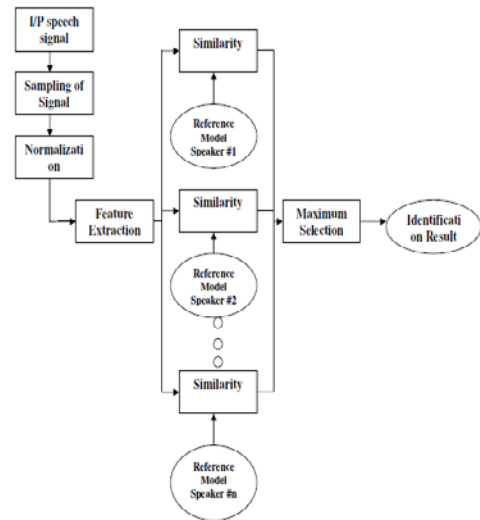 I/P speech
signal
Sampling of
Signal
Normalizati
on
Feature
Extraction
Similarity
Reference
Model
Speaker #1
Similarity
Reference
Model
Speaker #2
Similarity
Reference
Model
Speaker #n
Maximum
Selection
Identificati
on Result